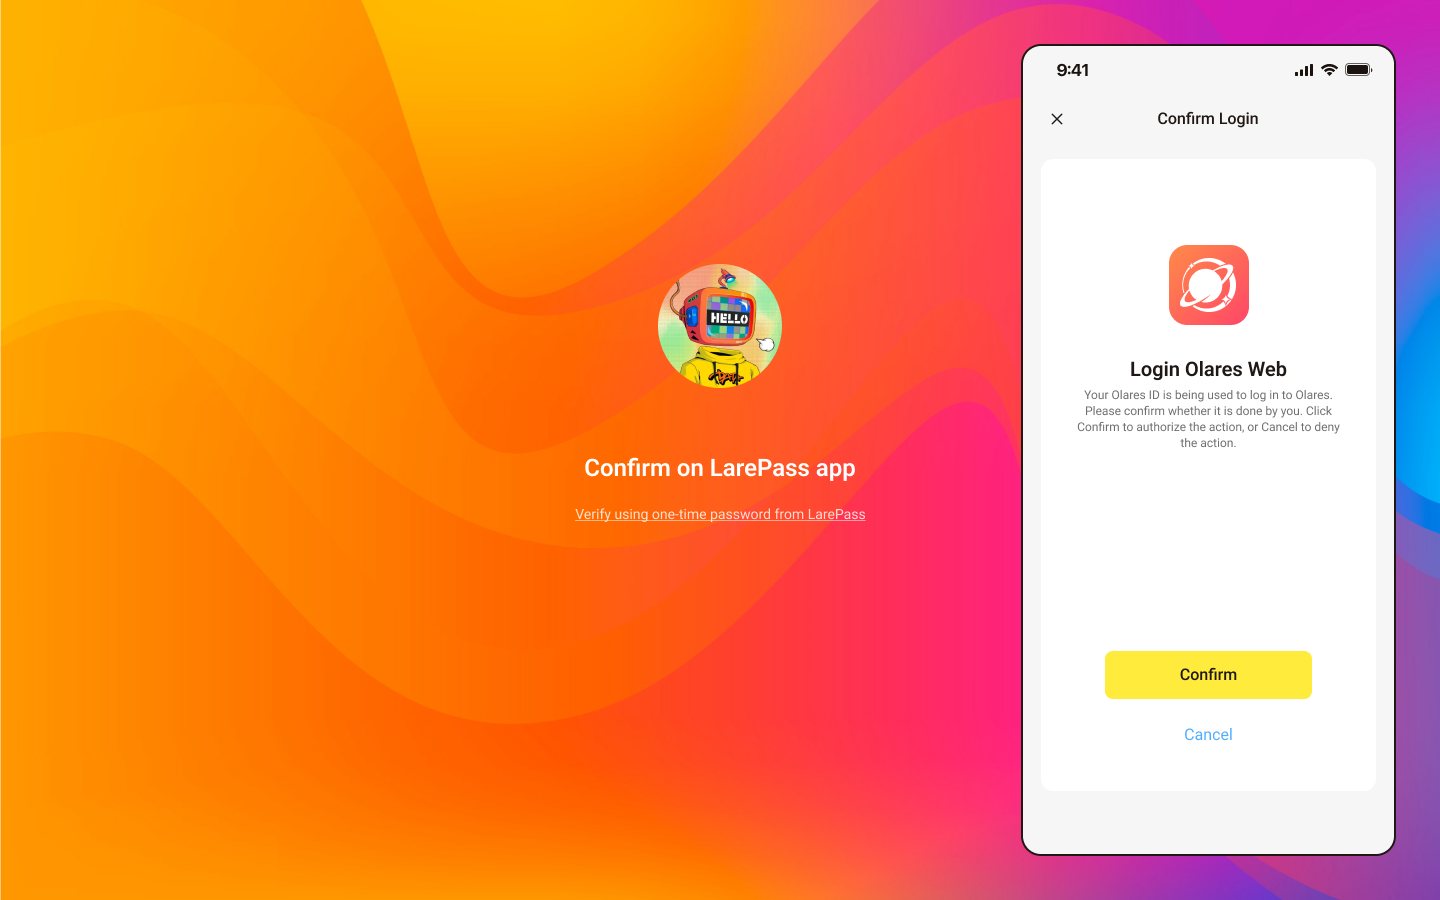 HELLO
Confirm on LarePass app
Verify using one-time password from LarePass
9:41
Confirm Login
Login Olares Web
Your Olares ID is being used to log in to Olares.
Please confirm whether it is done by you. Click
Confirm to authorize the action, or Cancel to deny
the action.
Confirm
Cancel